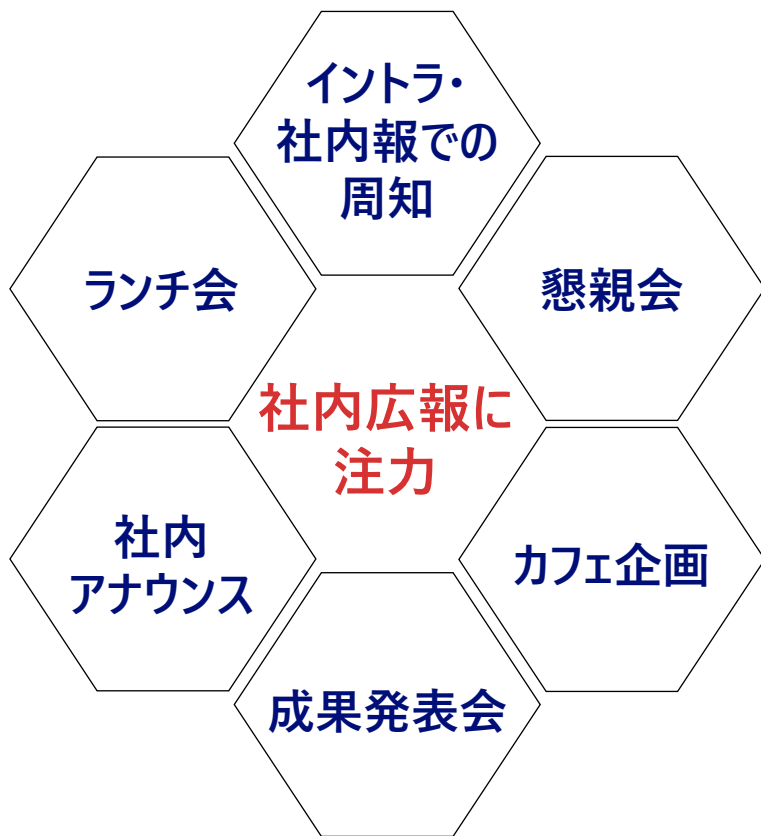 イントラ・
社内報での
周知
ランチ会
懇親会
社内広報に
注力
社内
アナウンス
カフェ企画
成果発表会